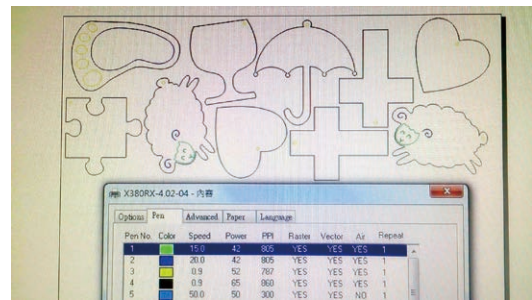 X380RX-4.02-04 - 內容
Options Pen Advanced Paper Language
Pen No. Color Speed Power PPI Raster Vector Air Repeat
1 15.0 42 805 YES YES YES 1
2 20.0 42 805 YES YES YES 1
3 0.9 52 787 YES YES YES 1
4 0.9 65 860 YES YES YES 1
5 50.0 50 300 YES YES NO 1